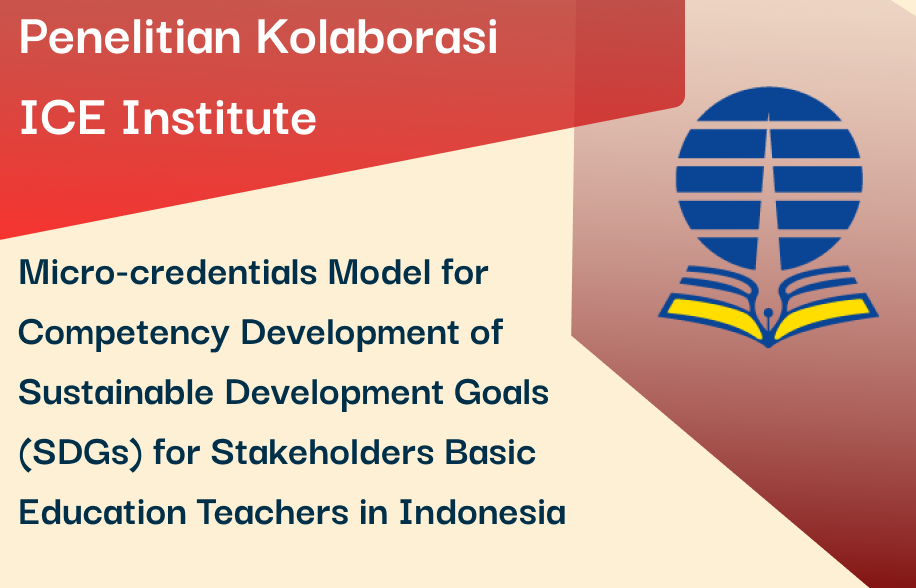 Penelitian Kolaborasi
ICE Institute
Micro-credentials Model for
Competency Development of
Sustainable Development Goals
(SDGs) for Stakeholders Basic
Education Teachers in Indonesia